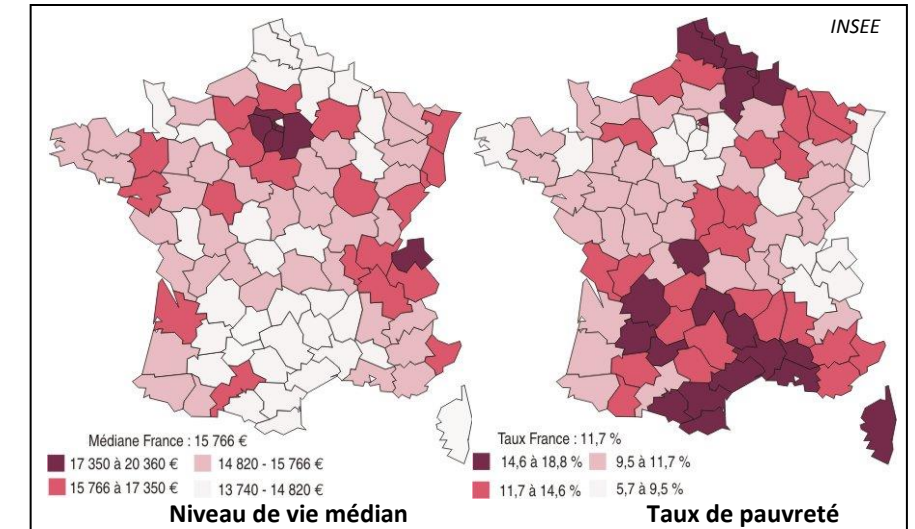 INSEE
Médiane France : 15 766 €
17 350 à 20 360 €
14 820 - 15 766 €
15 766 à 17 350 €
13 740 - 14 820 €
Niveau de vie médian
Taux France : 11,7 %
14,6 à 18,8 %
9,5 à 11,7 %
11,7 à 14,6 %
5,7 à 9,5 %
Taux de pauvreté